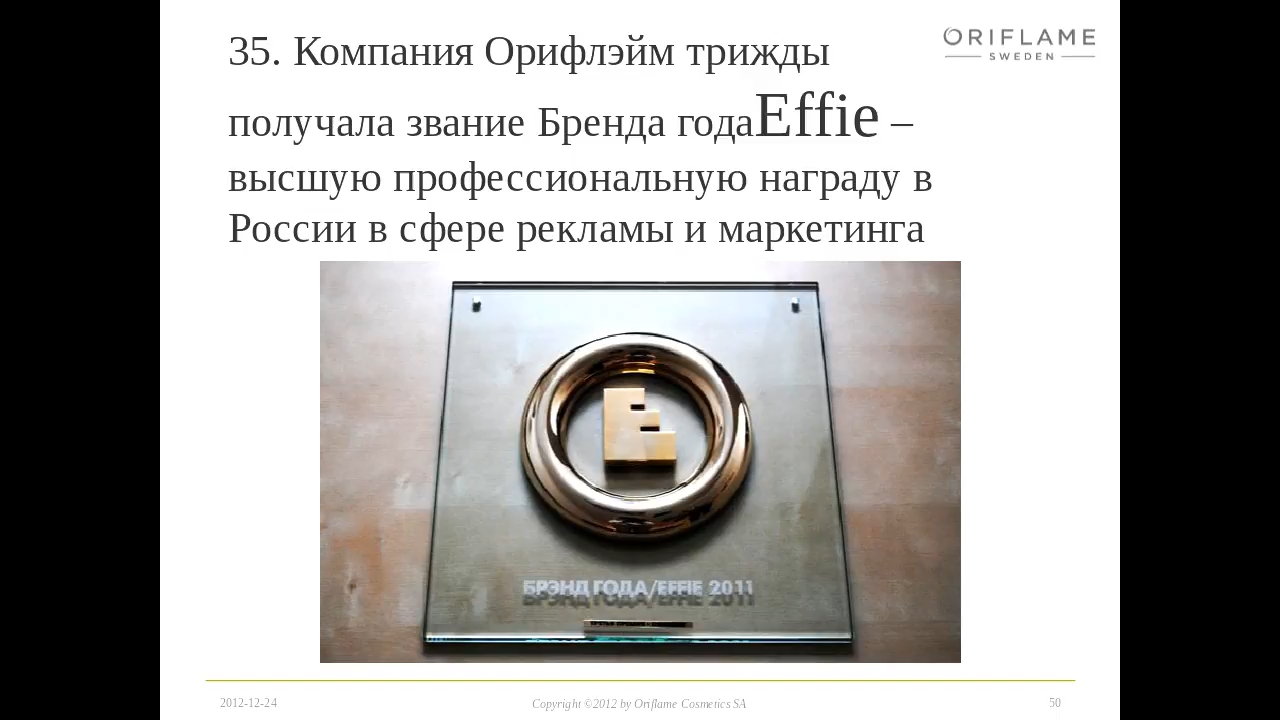 35. Компания Орифлэйм трижды
получала звание Бренда годаEffie –
высшую профессиональную награду в
России в сфере рекламы и маркетинга
ORIFLAME
SWEDEN
БРЭНД ГОДА/EFFIE 2011
2012-12-24
Copyright ©2012 by Oriflame Cosmetics SA
50